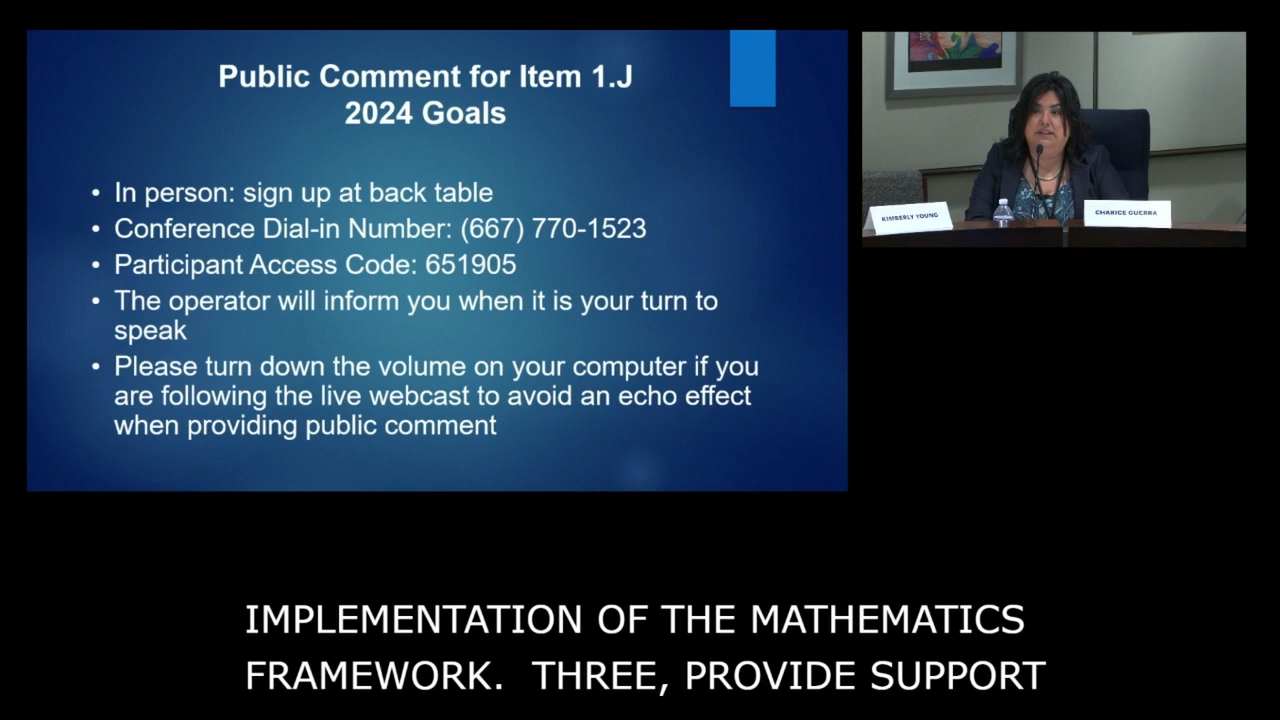 Public Comment for Item 1.J
2024 Goals
• In person: sign up at back table
• Conference Dial-in Number: (667) 770-1523
• Participant Access Code: 651905
• The operator will inform you when it is your turn to
speak
• Please turn down the volume on your computer if you
are following the live webcast to avoid an echo effect
when providing public comment
KIMBERLY YOUNG
CHARICE GUERRA
IMPLEMENTATION OF THE MATHEMATICS
FRAMEWORK.  THREE, PROVIDE SUPPORT